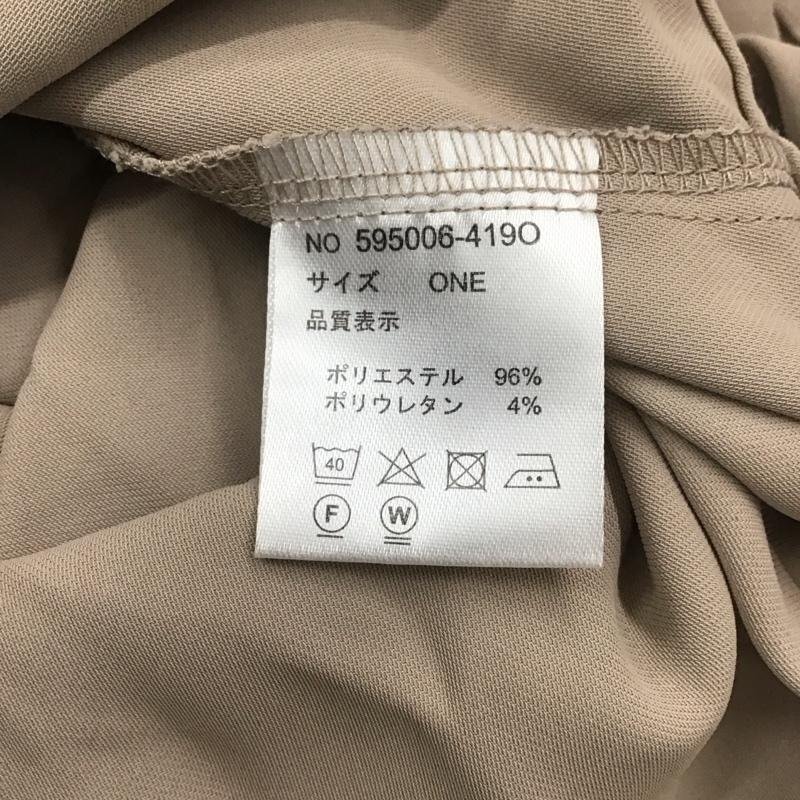 NO 595006-419O
サイズ ONE
品質表示
ポリエステル 96%
ポリウレタン 4%
40
F W